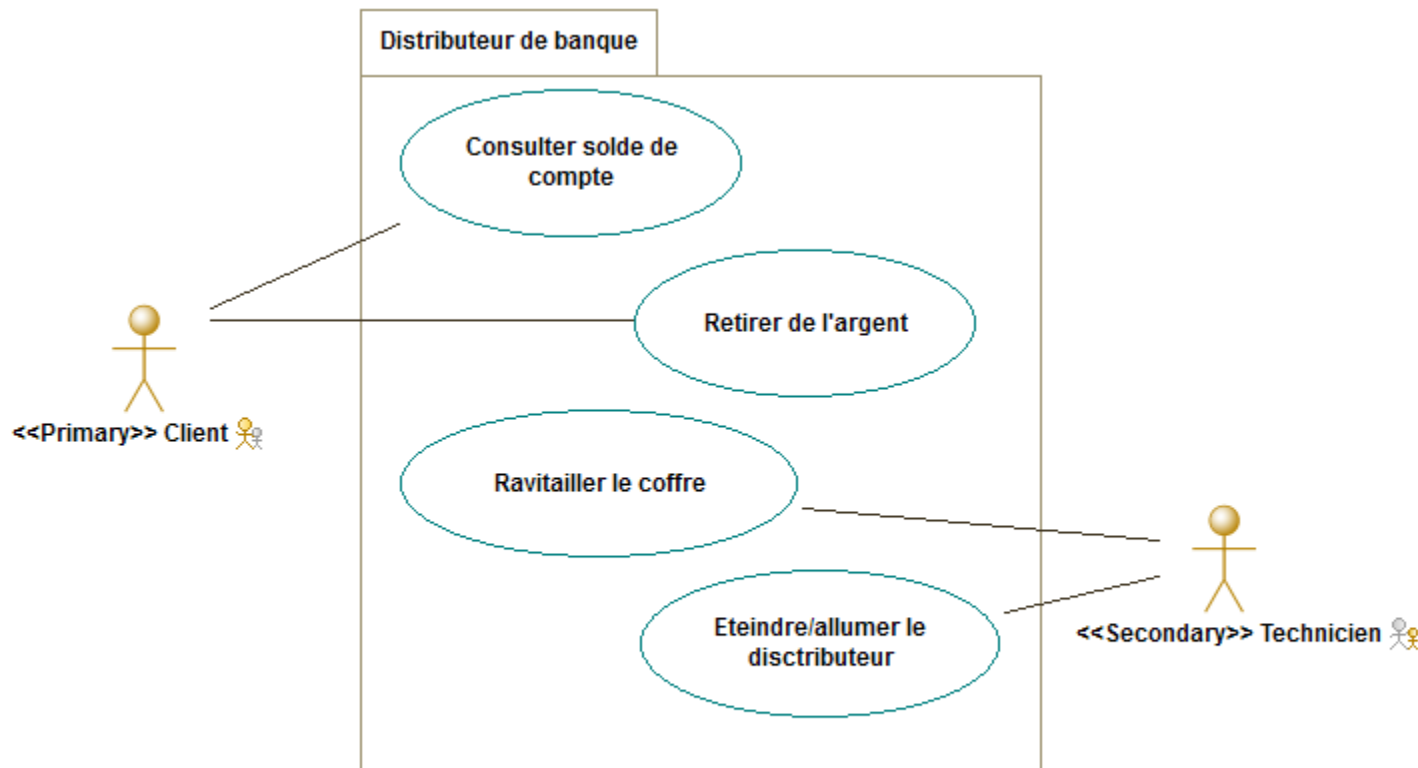 Distributeur de banque
Consulter solde de
compte
Retirer de l'argent
<<Primary>> Client
Ravitailler le coffre
Eteindre/allumer le
disctributeur
<<Secondary>> Technicien